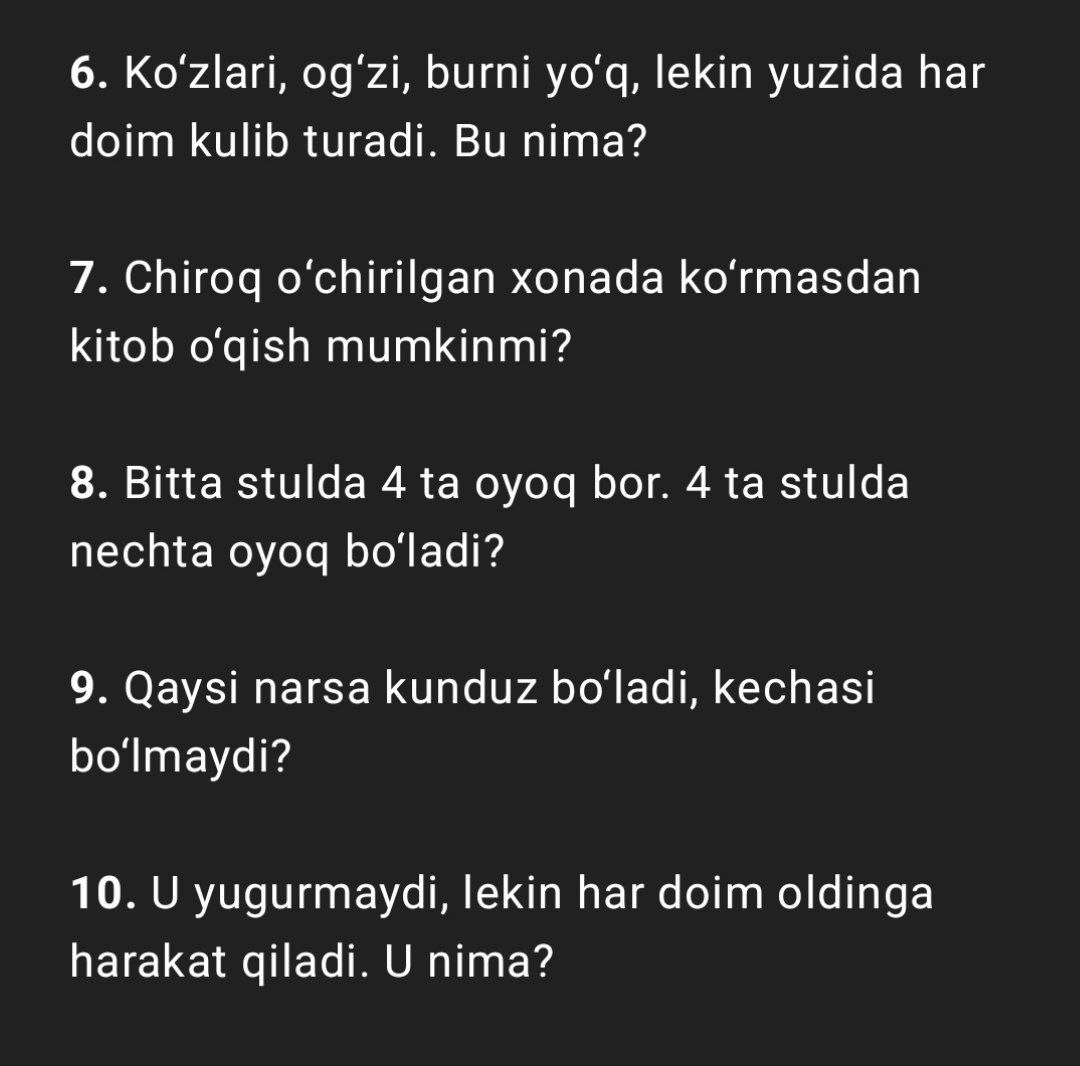 6. Ko‘zlari, og‘zi, burni yo‘q, lekin yuzida har
doim kulib turadi. Bu nima?
7. Chiroq o‘chirilgan xonada ko‘rmasdan
kitob o‘qish mumkinmi?
8. Bitta stulda 4 ta oyoq bor. 4 ta stulda
nechta oyoq bo‘ladi?
9. Qaysi narsa kunduz bo‘ladi, kechasi
bo‘lmaydi?
10. U yugurmaydi, lekin har doim oldinga
harakat qiladi. U nima?